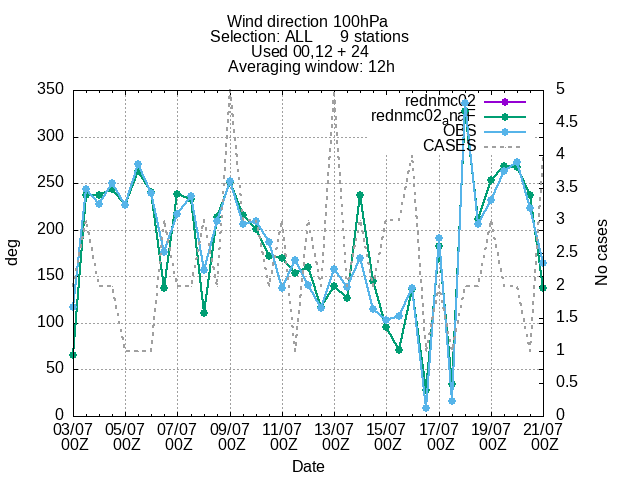 Wind direction 100hPa
Selection: ALL 9 stations
Used 00,12 + 24
Averaging window: 12h
rednmc02
rednmc02_naF
OBS
CASES
deg
350
300
250
200
150
100
50
0
5
4.5
4
3.5
3
2.5
2
1.5
1
0.5
0
No cases
03/07 05/07 07/07 09/07 11/07 13/07 15/07 17/07 19/07 21/07
00Z 00Z 00Z 00Z 00Z 00Z 00Z 00Z 00Z 00Z
Date